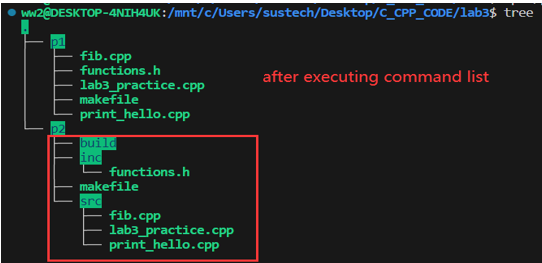 ww2@DESKTOP-4NIH4UK:/mnt/c/Users/sustech/Desktop/C_CPP_CODE/lab3$ tree
.
├── p1
│   ├── fib.cpp
│   ├── functions.h
│   ├── lab3_practice.cpp
│   ├── makefile
│   └── print_hello.cpp
└── p2
    ├── build
    ├── inc
    │   └── functions.h
    ├── makefile
    └── src
        ├── fib.cpp
        ├── lab3_practice.cpp
        └── print_hello.cpp
after executing command list